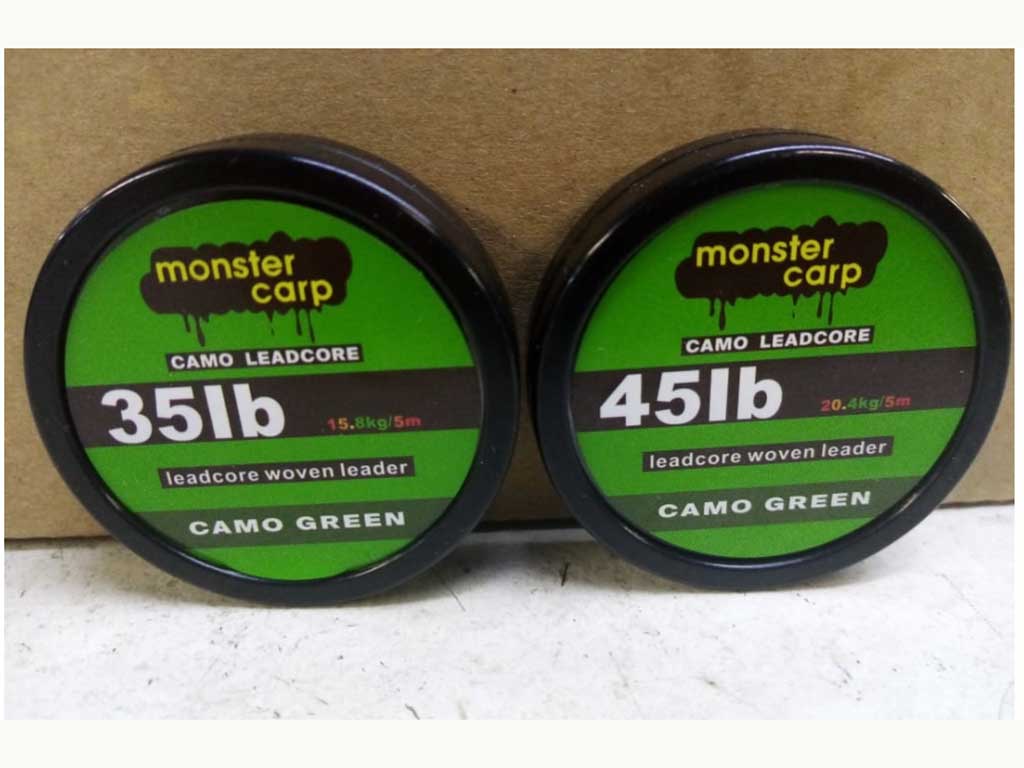 monster
carp
CAMO LEADCORE
35lb 15.8kg/5m
leadcore woven leader
CAMO GREEN
monster
carp
CAMO LEADCORE
45lb 20.4kg/5m
leadcore woven leader
CAMO GREEN